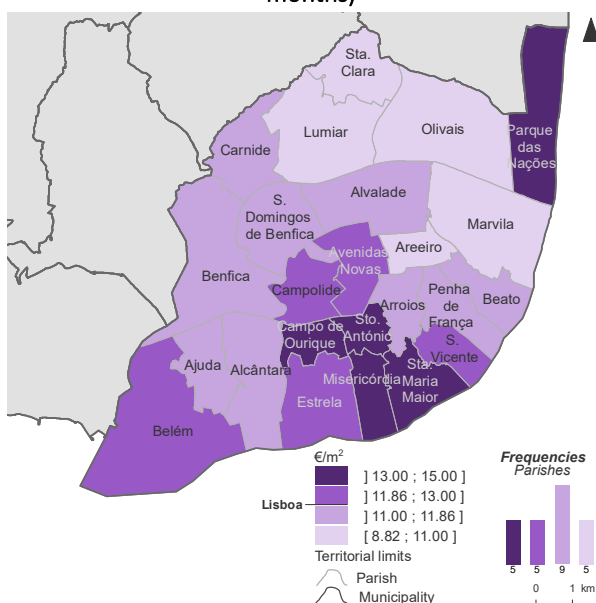 months)
Sta.
Clara
Lumiar
Olivais
Parque
das
Nações
Carnide
Alvalade
S.
Domingos
de Benfica
Marvila
Areeiro
Avenidas
Novas
Benfica
Campolide
Penha
de
França
Beato
Arroios
Sto.
António
Campo de
Ourique
S.
Vicente
Ajuda
Alcântara
Misericórdia
Sta.
Maria
Maior
Estrela
Belém
€/m²
] 13.00 ; 15.00 ]
] 11.86 ; 13.00 ]
Lisboa
] 11.00 ; 11.86 ]
[ 8.82 ; 11.00 ]
Territorial limits
Parish
Municipality
Frequencies
Parishes
5 5 9 5
0 1 km